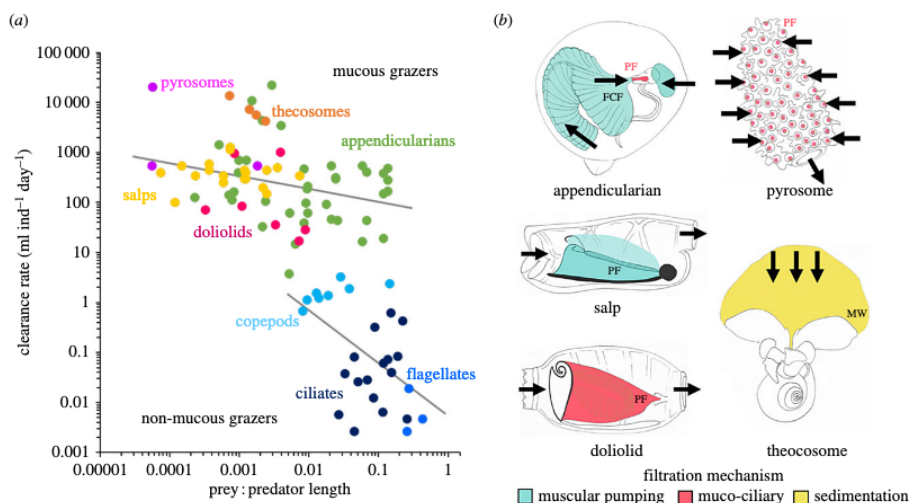 (a)
100 000
10 000
1000
100
10
1
0.1
0.01
0.001
clearance rate (ml ind⁻¹ day⁻¹)
0.00001
0.0001
0.001
0.01
0.1
1
prey : predator length
mucous grazers
pyrosomes
thecosomes
appendicularians
salps
doliolids
copepods
flagellates
ciliates
non-mucous grazers
(b)
PF
FCF
appendicularian
PF
pyrosome
PF
salp
MW
PF
doliolid
theocosome
filtration mechanism
muscular pumping muco-ciliary sedimentation